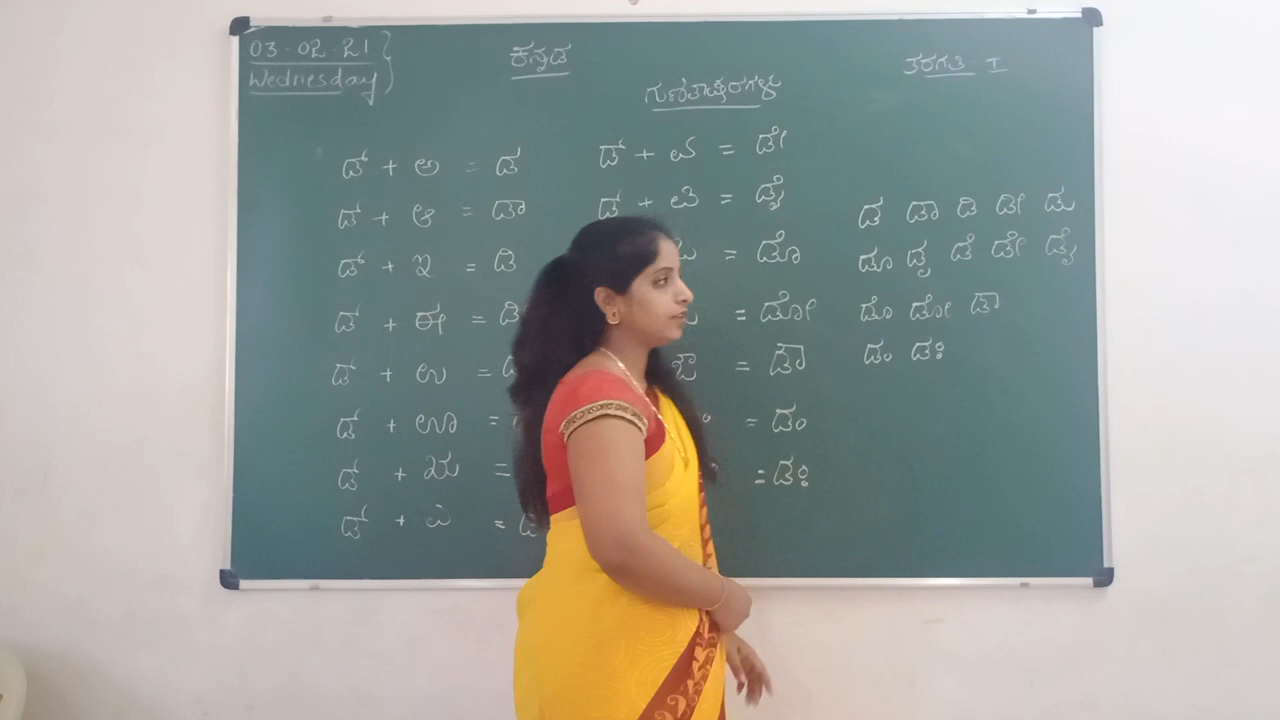 03-02-21
Wednesday
ಕನ್ನಡ
ತರಗತಿ - I
ಗುಣಿತಾಕ್ಷರಗಳು
ಡ್ + ಅ = ಡ
ಡ್ + ಆ = ಡಾ
ಡ್ + ಇ = ಡಿ
ಡ್ + ಈ = ಡೀ
ಡ್ + ಉ =
ಡ್ + ಊ =
ಡ್ + ಋ =
ಡ್ + ಎ = ಡೆ
ಡ್ + ಏ = ಡೇ
ಡ್ + ಐ = ಡೈ
= ಡೊ
= ಡೋ
ಔ = ಡೌ
= ಡಂ
= ಡಃ
ಡ ಡಾ ಡಿ ಡೀ ಡು
ಡೂ ಡೃ ಡೆ ಡೇ ಡೈ
ಡೊ ಡೋ ಡೌ
ಡಂ ಡಃ